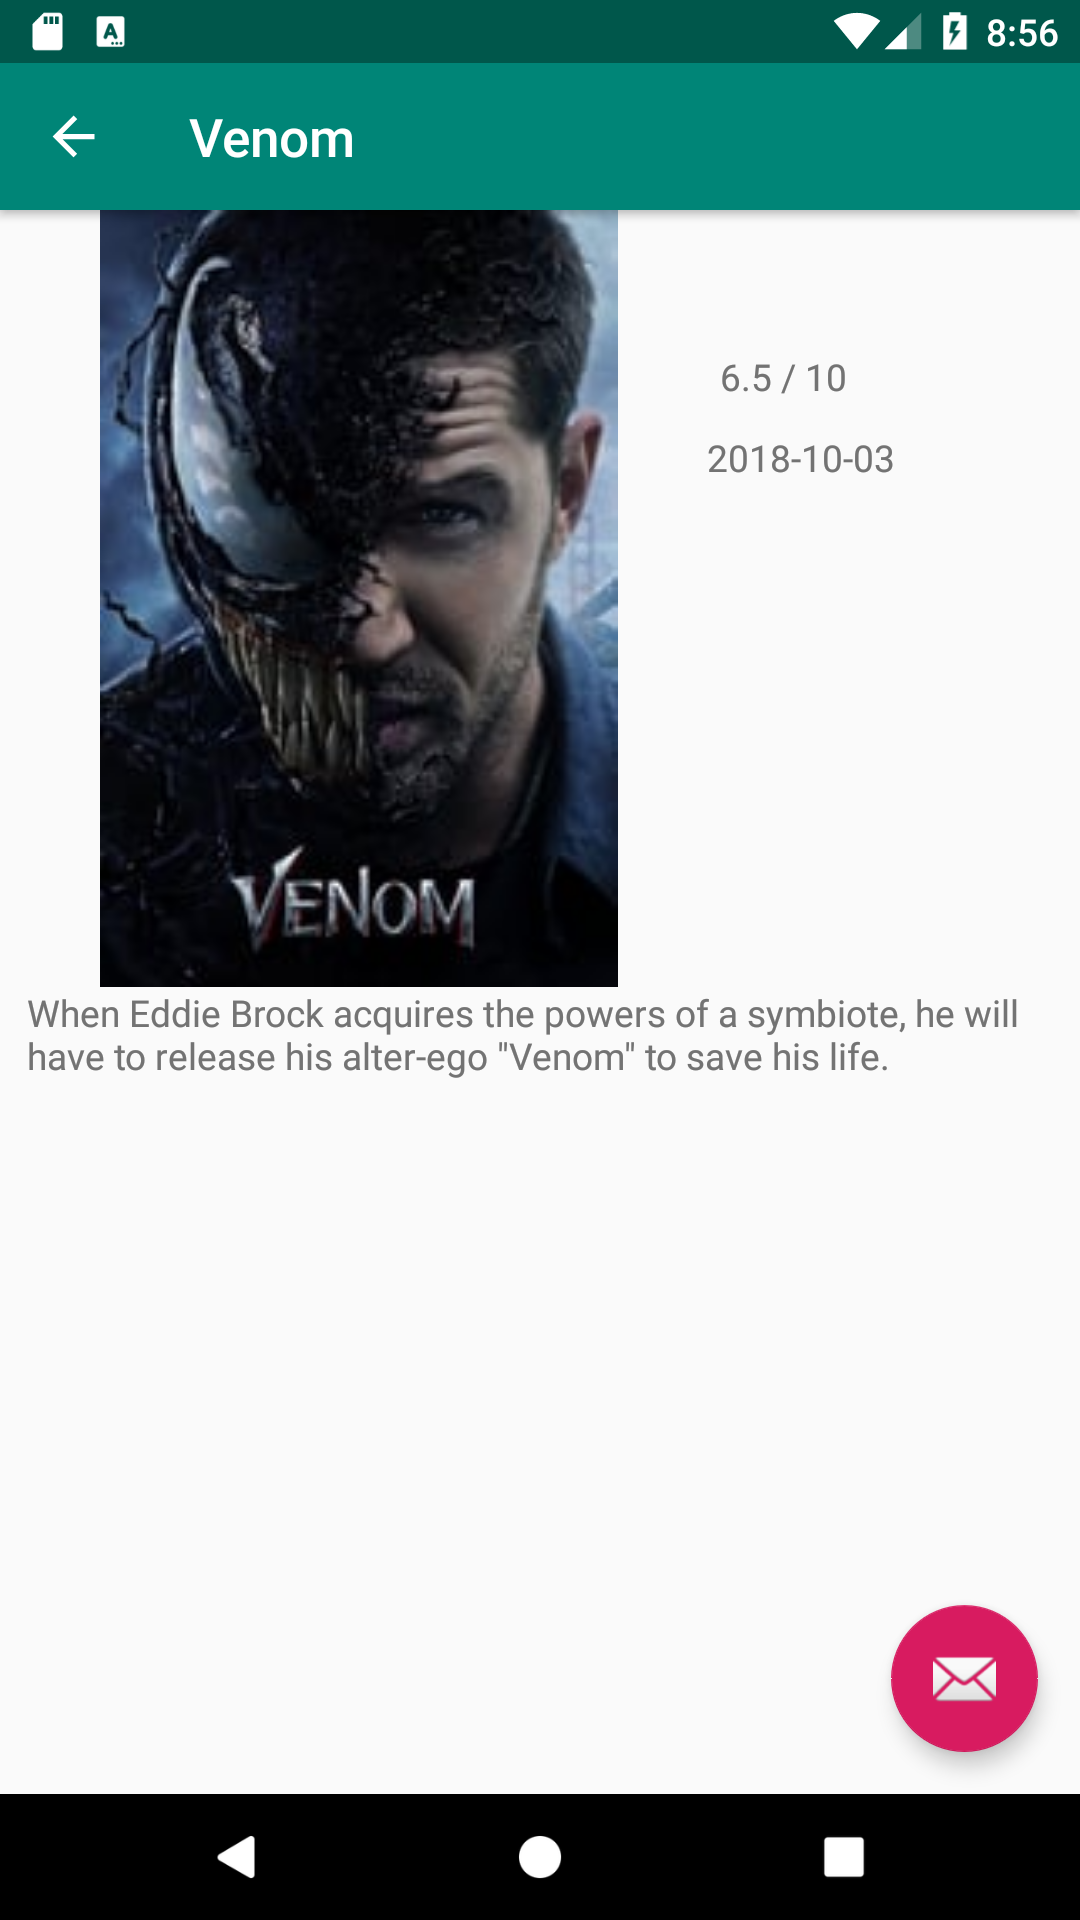 8:56
Venom
6.5 / 10
2018-10-03
VENOM
When Eddie Brock acquires the powers of a symbiote, he will
have to release his alter-ego "Venom" to save his life.